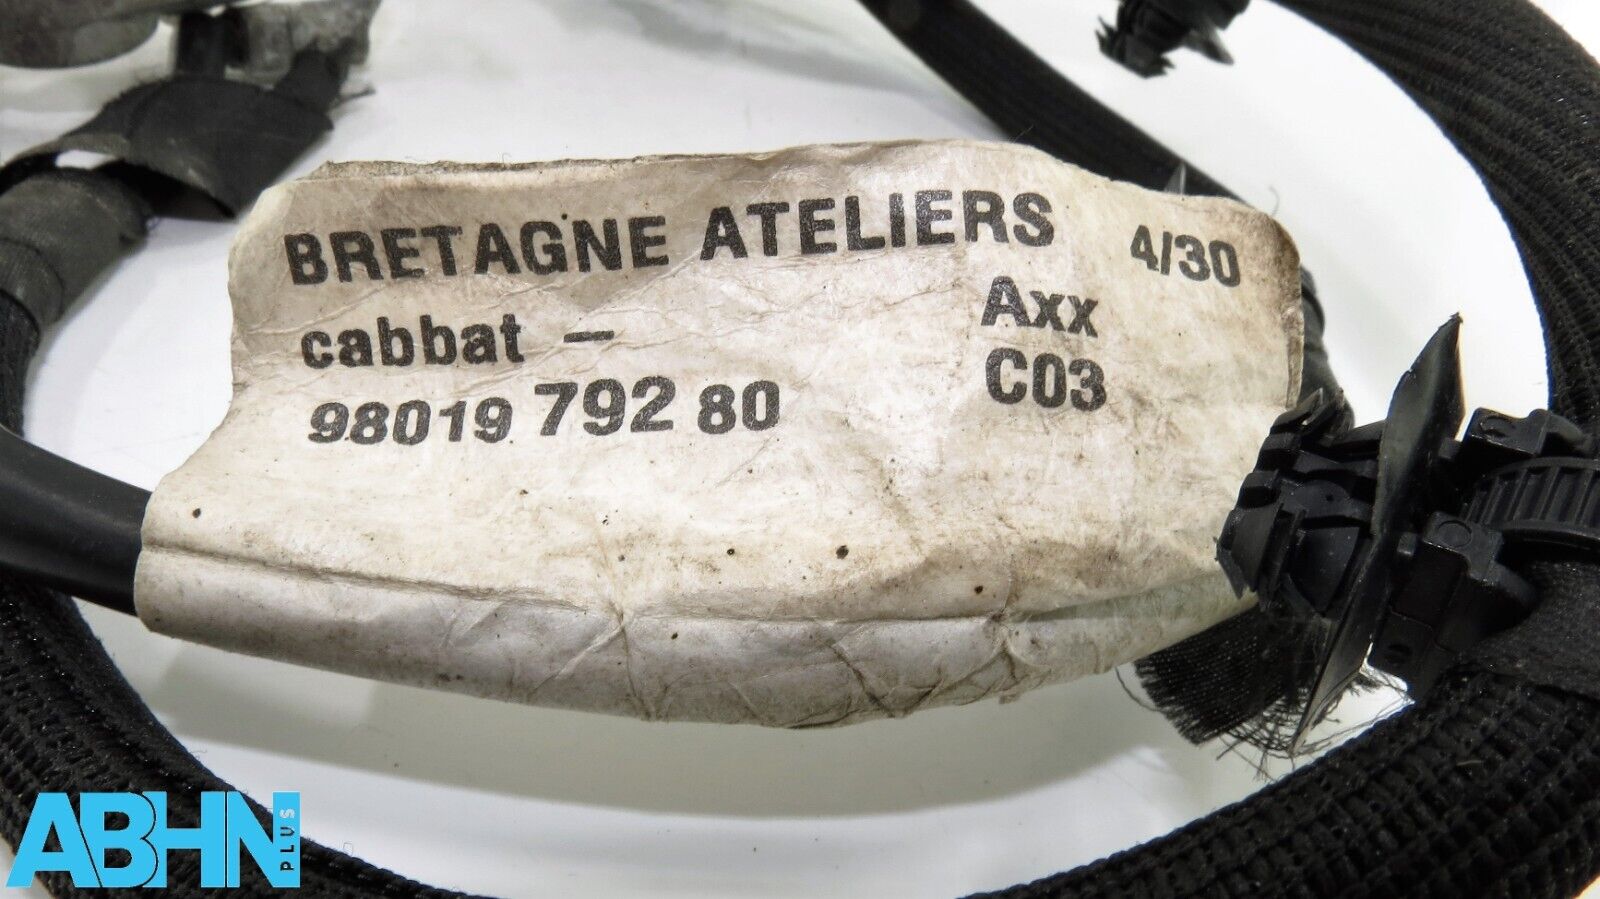 BRETAGNE ATELIERS 4/30
cabbat – Axx
98019 792 80 C03
ABHN PLUS